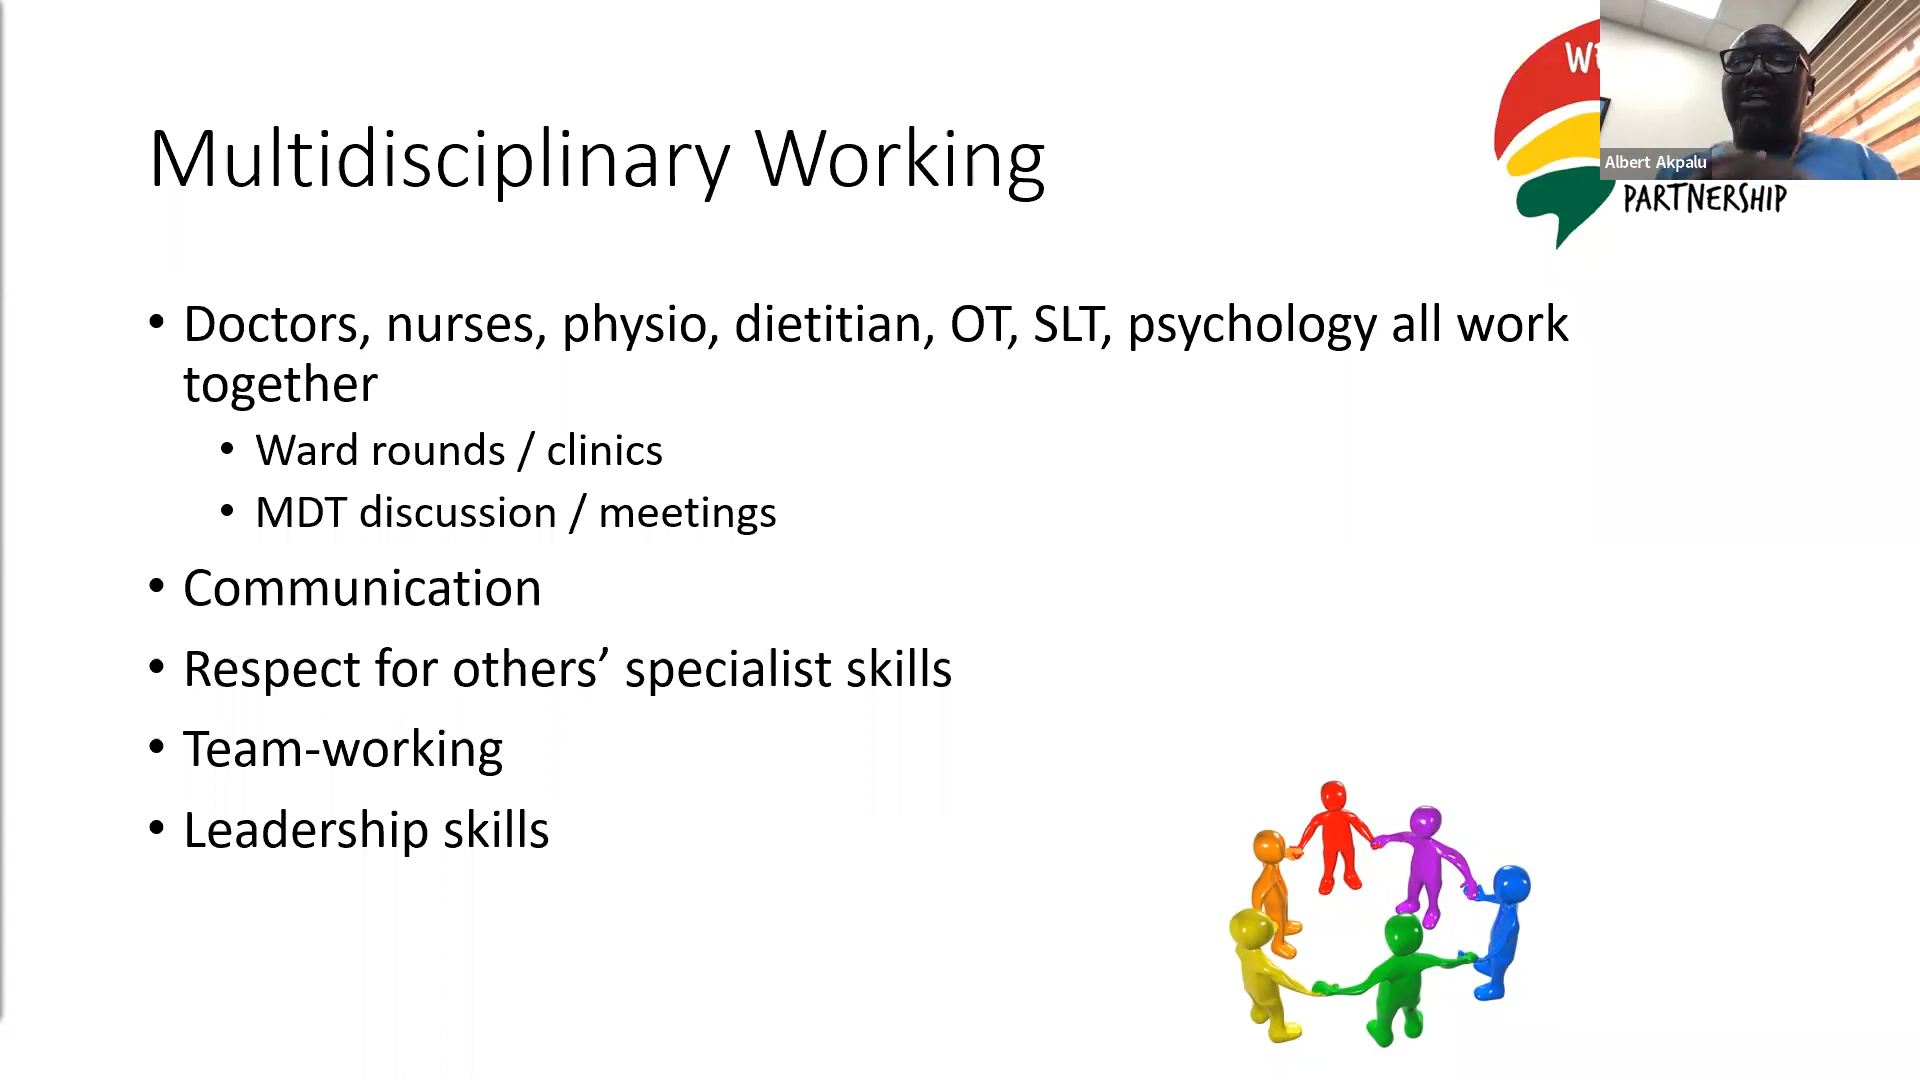 Multidisciplinary Working
PARTNERSHIP
Albert Akpalu
• Doctors, nurses, physio, dietitian, OT, SLT, psychology all work
together
• Ward rounds / clinics
• MDT discussion / meetings
• Communication
• Respect for others’ specialist skills
• Team-working
• Leadership skills